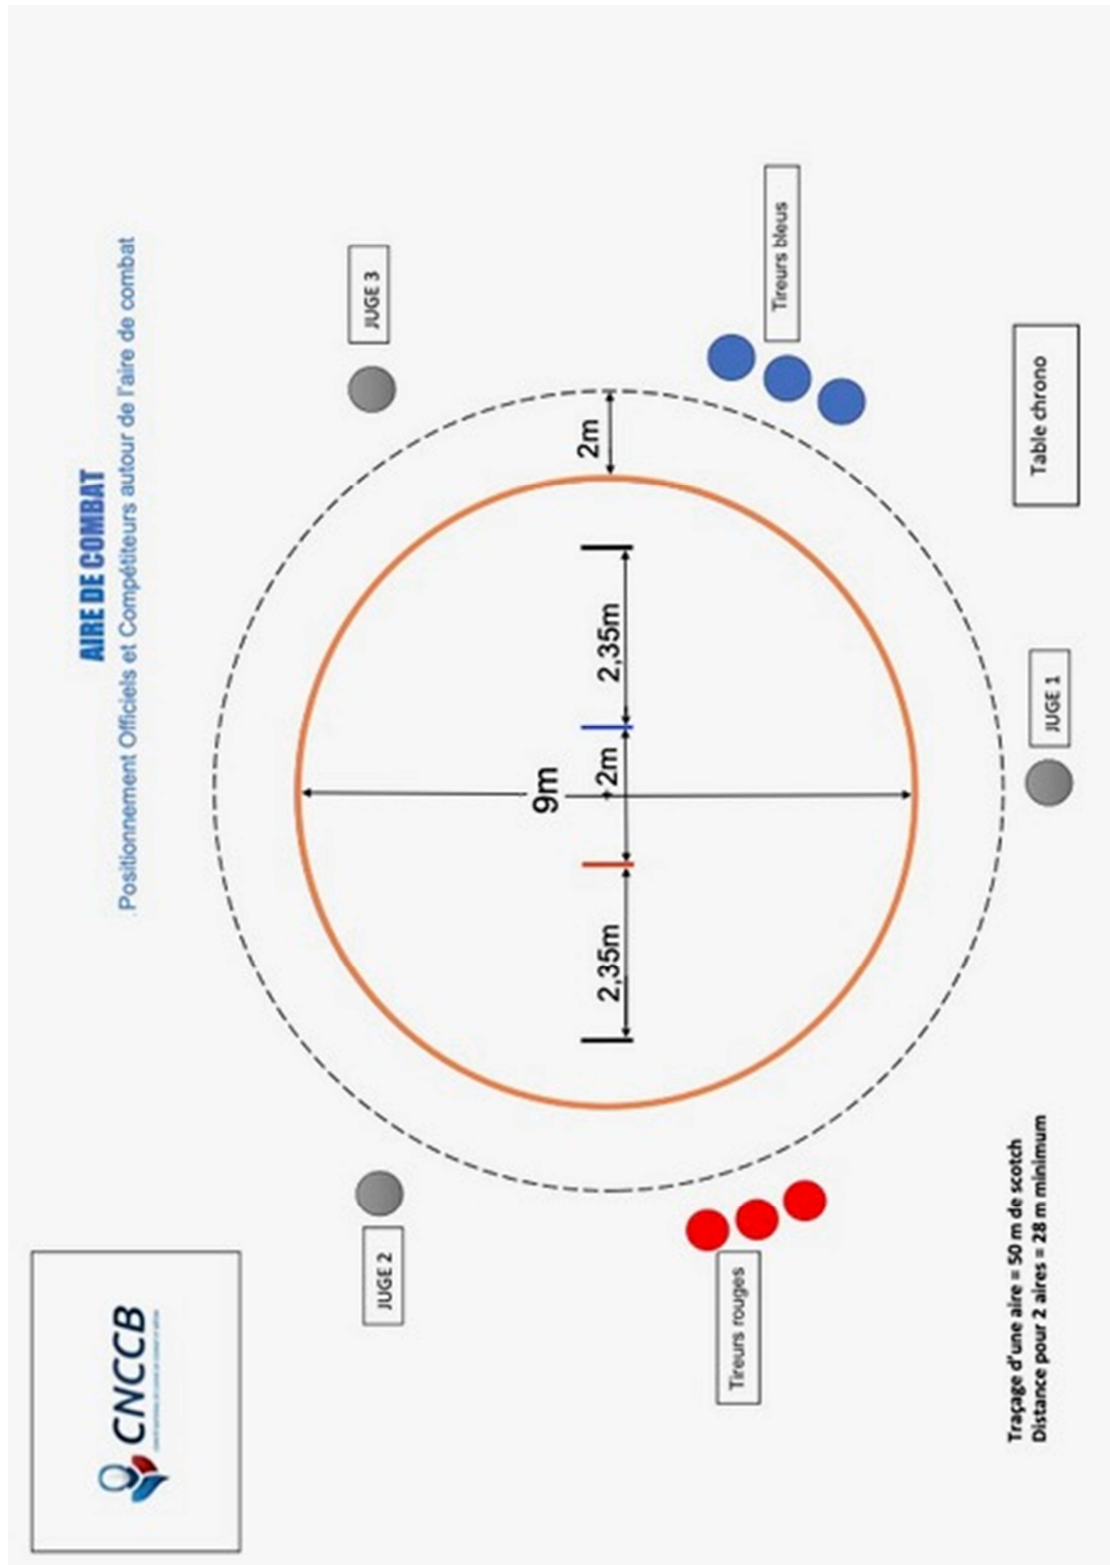 CNCCB
AIRE DE COMBAT
Positionnement Officiels et Compétiteurs autour de l'aire de combat
JUGE 2
JUGE 3
9m
2,35m
2m
2,35m
2m
Tireurs rouges
Tireurs bleus
JUGE 1
Table chrono
Traçage d'une aire = 50 m de scotch
Distance pour 2 aires = 28 m minimum